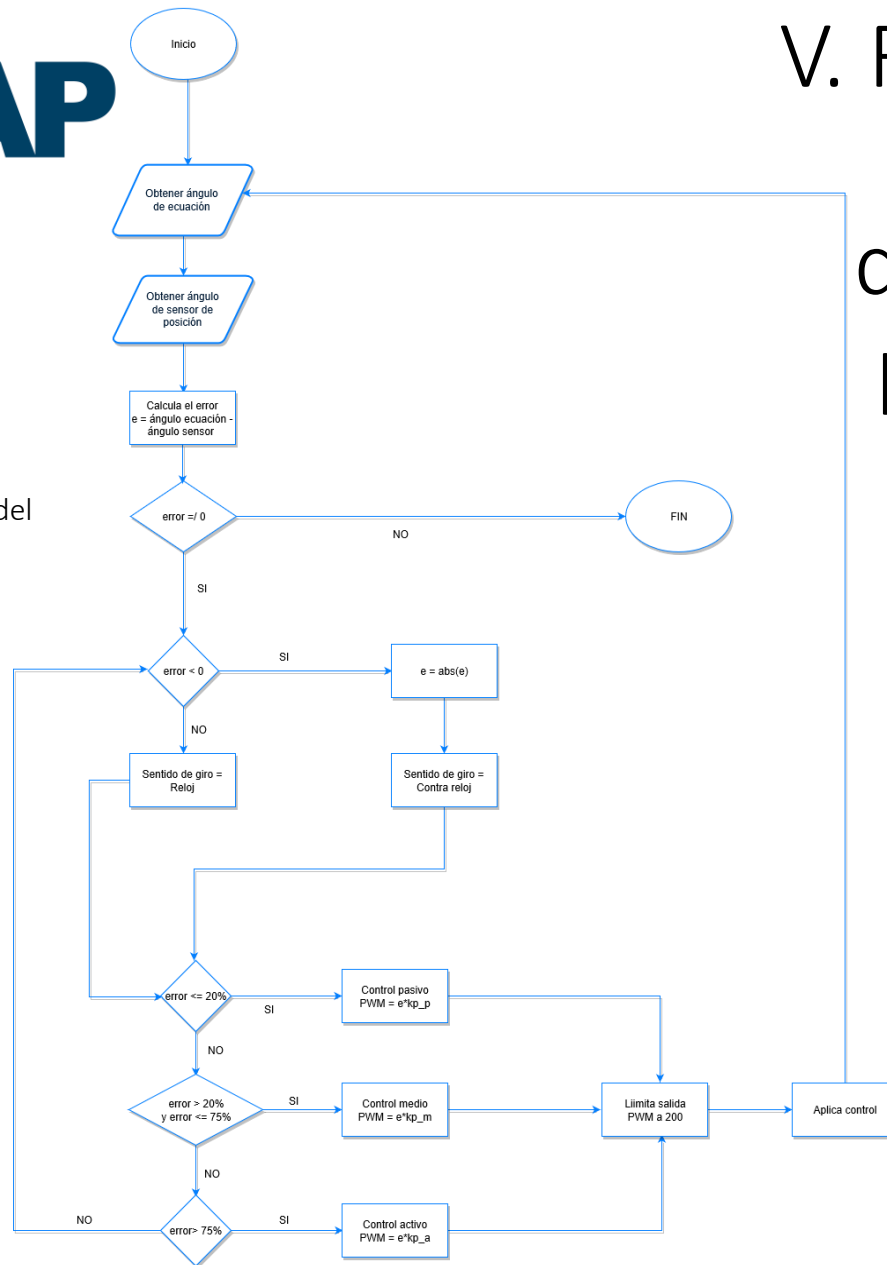 AP
V. F
Inicio
Obtener ángulo
de ecuación
Obtener ángulo
de sensor de
posición
Calcula el error
e = ángulo ecuación -
ángulo sensor
del
error =/ 0
NO
FIN
SI
error < 0
SI
e = abs(e)
NO
Sentido de giro =
Reloj
Sentido de giro =
Contra reloj
error <= 20%
SI
Control pasivo
PWM = e*kp_p
NO
error > 20%
y error <= 75%
SI
Control medio
PWM = e*kp_m
Liimita salida
PWM a 200
Aplica control
NO
error> 75%
NO
SI
Control activo
PWM = e*kp_a